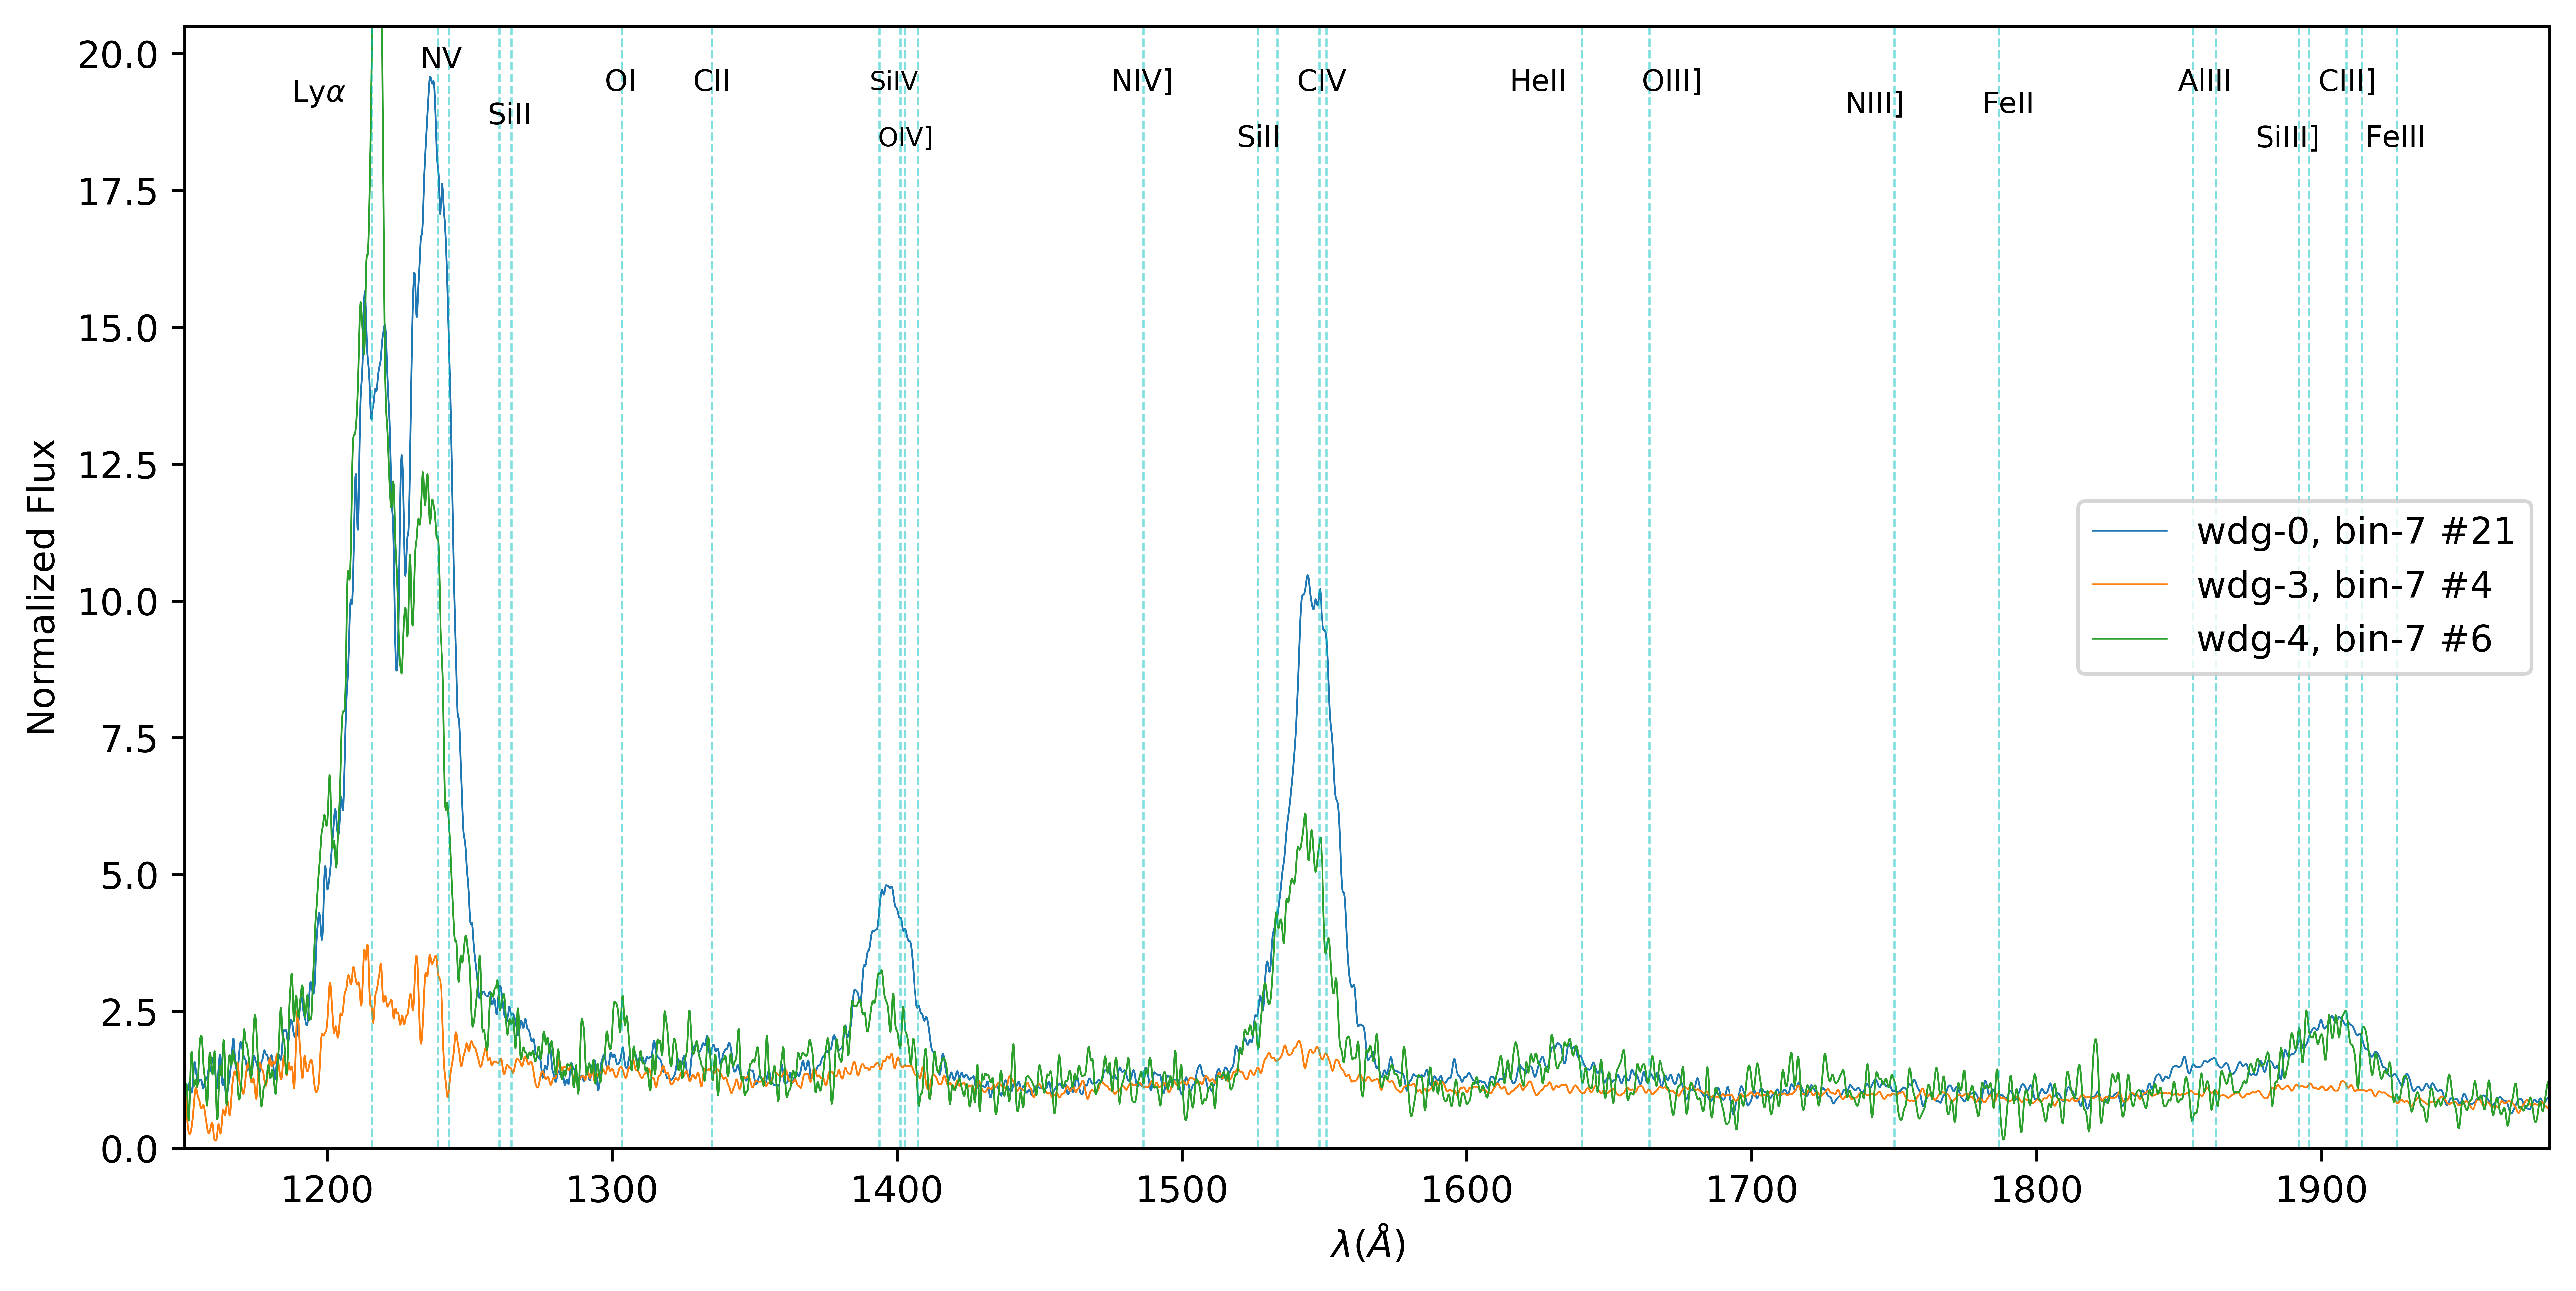 NV
Lyα
SiII
OI
CII
SiIV
OIV]
NIV]
SiII
CIV
HeII
OIII]
NIII]
FeII
AlIII
SiIII]
CIII]
FeIII
20.0
17.5
15.0
12.5
10.0
7.5
5.0
2.5
0.0
Normalized Flux
wdg-0, bin-7 #21
wdg-3, bin-7 #4
wdg-4, bin-7 #6
1200 1300 1400 1500 1600 1700 1800 1900
λ(Å)